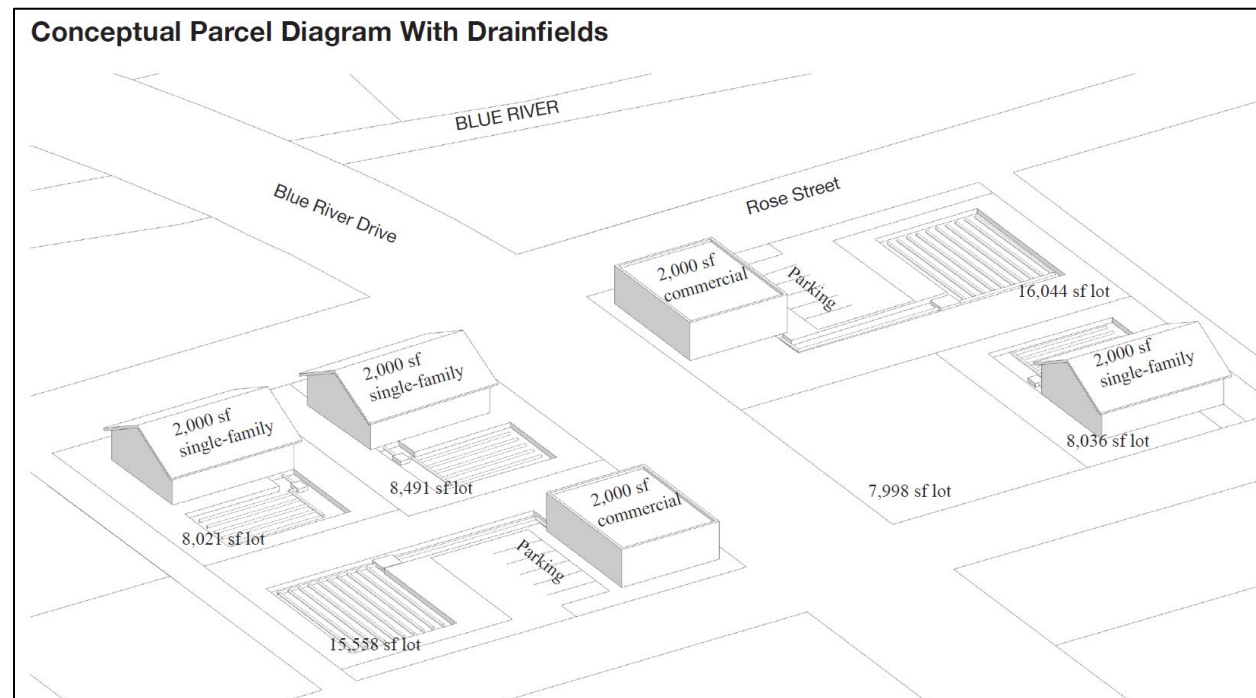 Conceptual Parcel Diagram With Drainfields
BLUE RIVER
Blue River Drive
Rose Street
2,000 sf
commercial
Parking
16,044 sf lot
2,000 sf
single-family
8,036 sf lot
7,998 sf lot
2,000 sf
single-family
8,491 sf lot
2,000 sf
single-family
8,021 sf lot
2,000 sf
commercial
Parking
15,558 sf lot